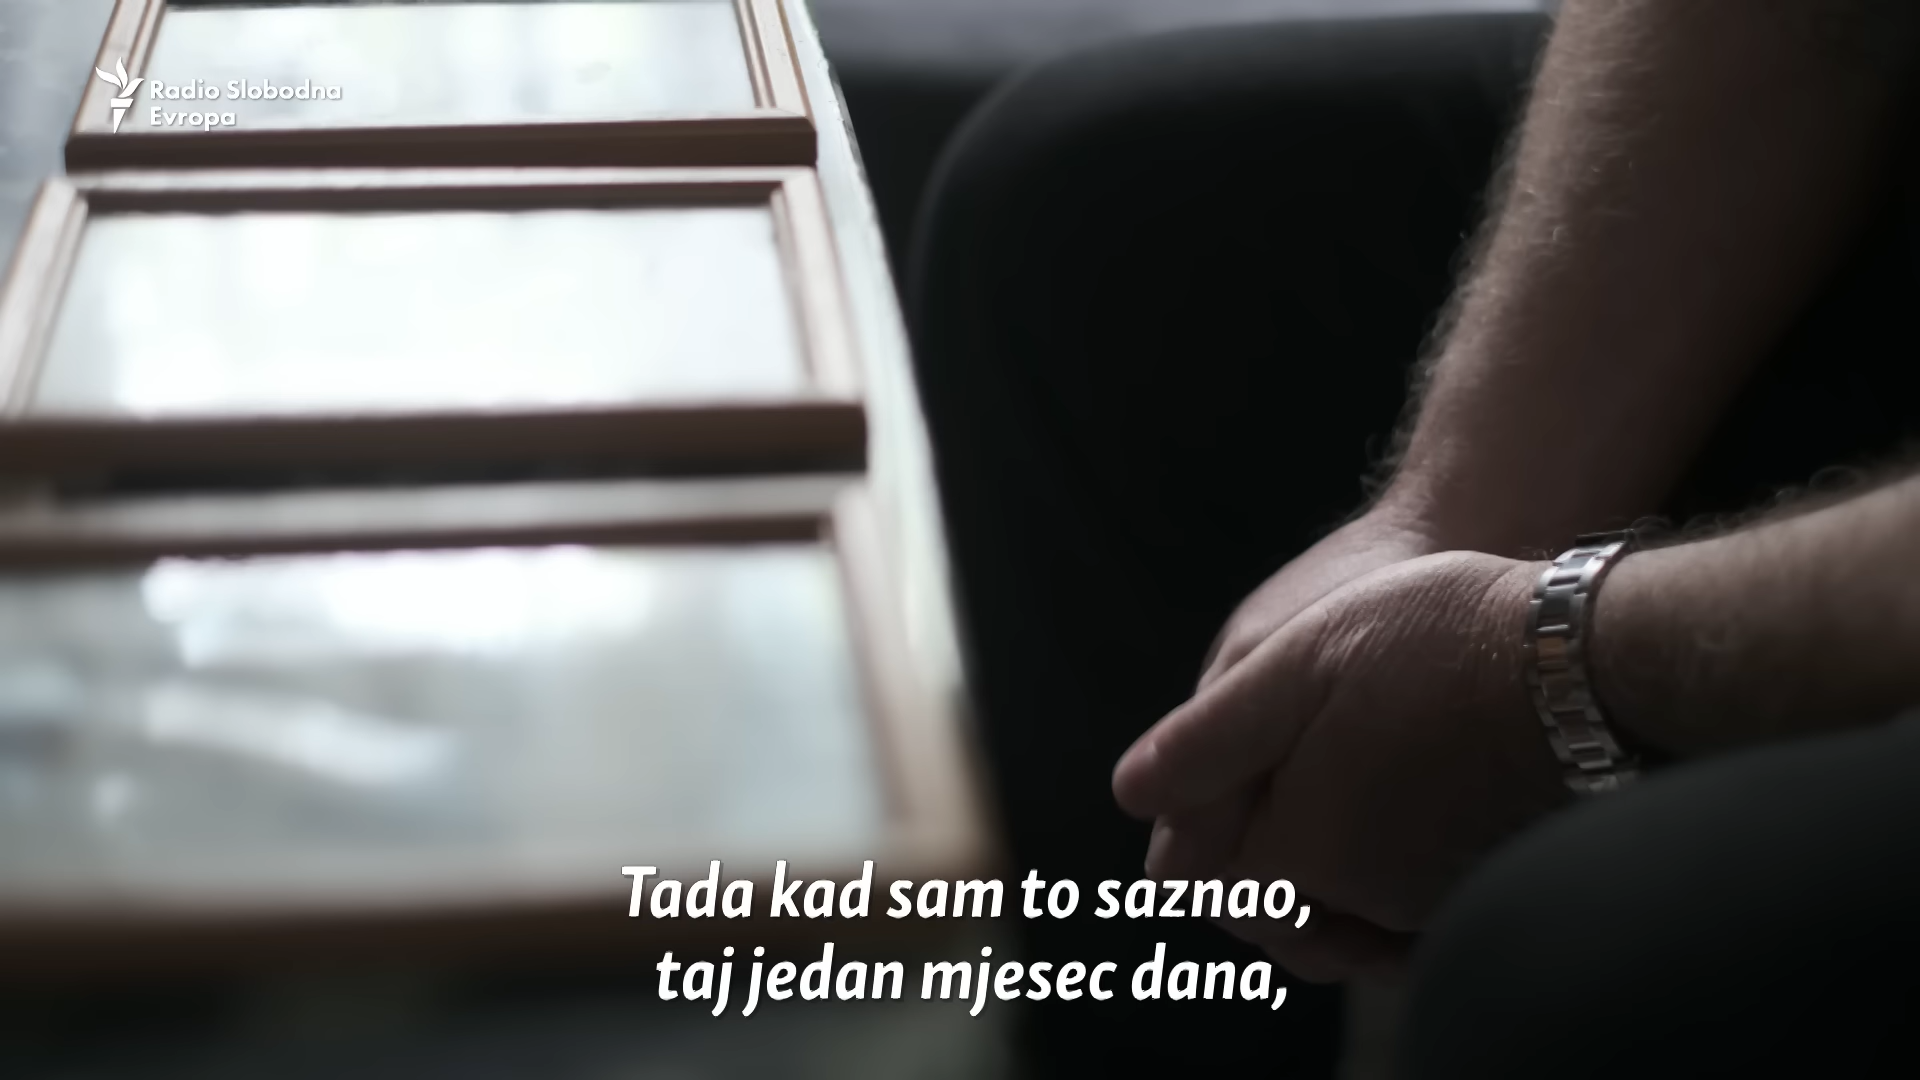 Radio Slobodna
Evropa
Tada kad sam to saznao,
taj jedan mjesec dana,